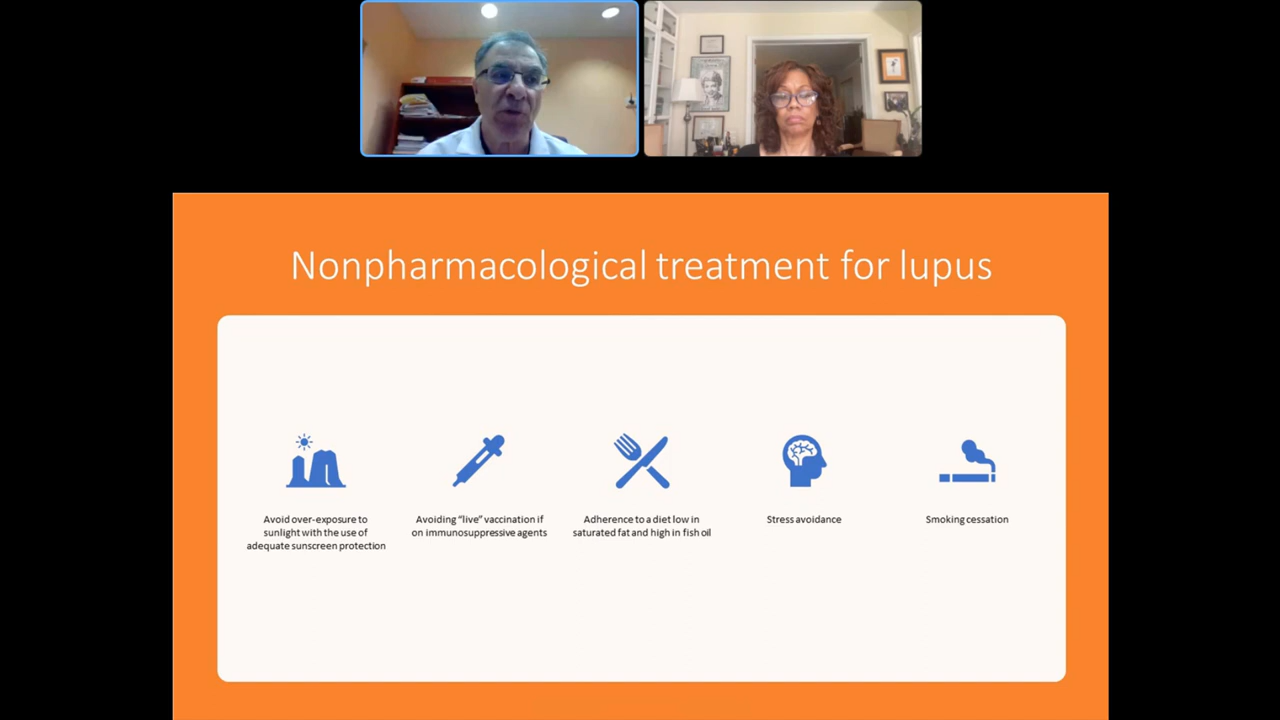 Nonpharmacological treatment for lupus
Avoid over-exposure to
sunlight with the use of
adequate sunscreen protection
Avoiding “live” vaccination if
on immunosuppressive agents
Adherence to a diet low in
saturated fat and high in fish oil
Stress avoidance
Smoking cessation